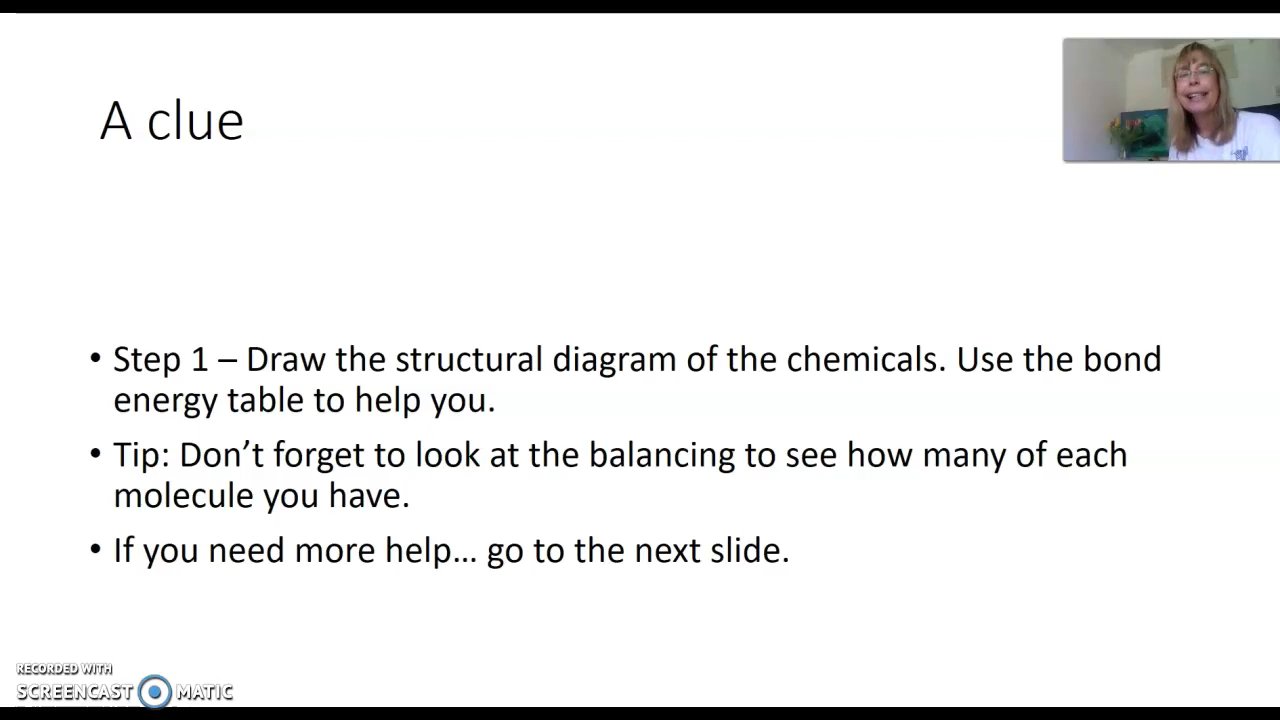 A clue
• Step 1 – Draw the structural diagram of the chemicals. Use the bond
energy table to help you.
• Tip: Don’t forget to look at the balancing to see how many of each
molecule you have.
• If you need more help… go to the next slide.
RECORDED WITH
SCREENCAST MATIC